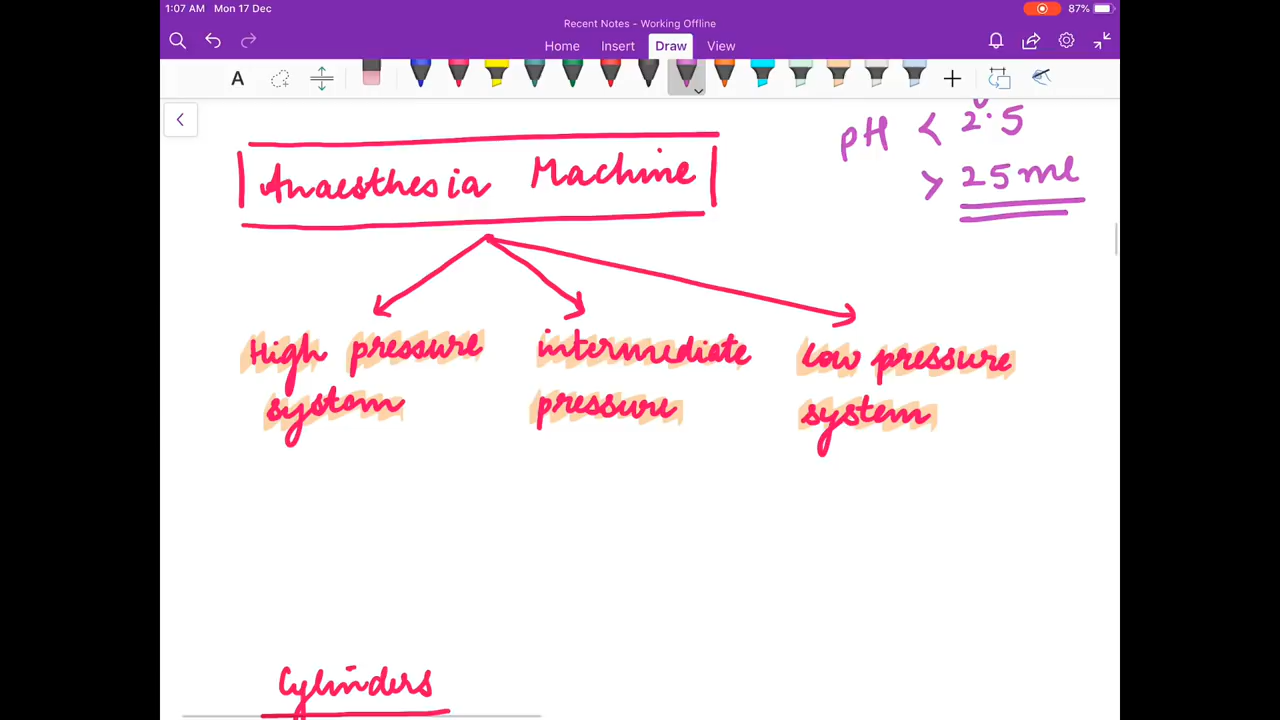 1:07 AM Mon 17 Dec
87%
Recent Notes - Working Offline
Home Insert Draw View
A
pH < 2.5
> 25 ml
Anaesthesia Machine
High pressure system
intermediate pressure
Low pressure system
Cylinders